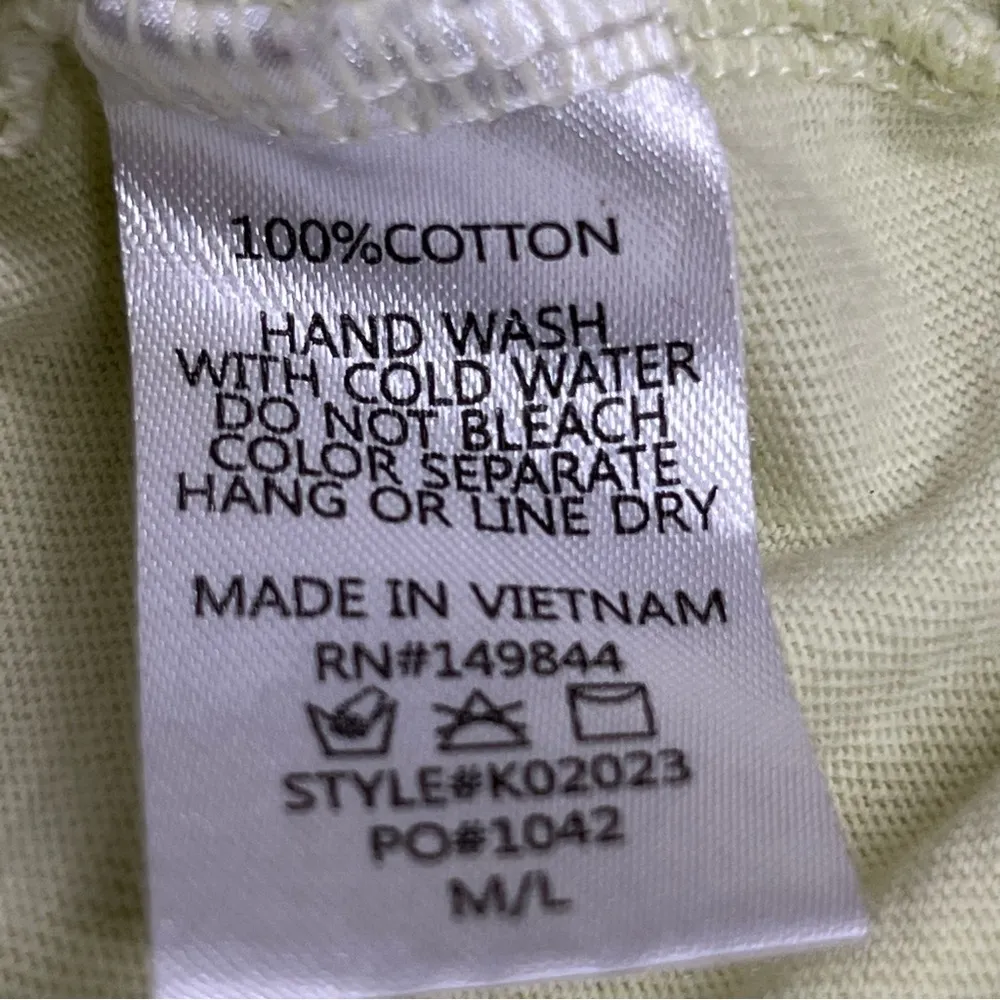 100%COTTON
HAND WASH
WITH COLD WATER
DO NOT BLEACH
COLOR SEPARATE
HANG OR LINE DRY
MADE IN VIETNAM
RN#149844
STYLE#K02023
PO#1042
M/L